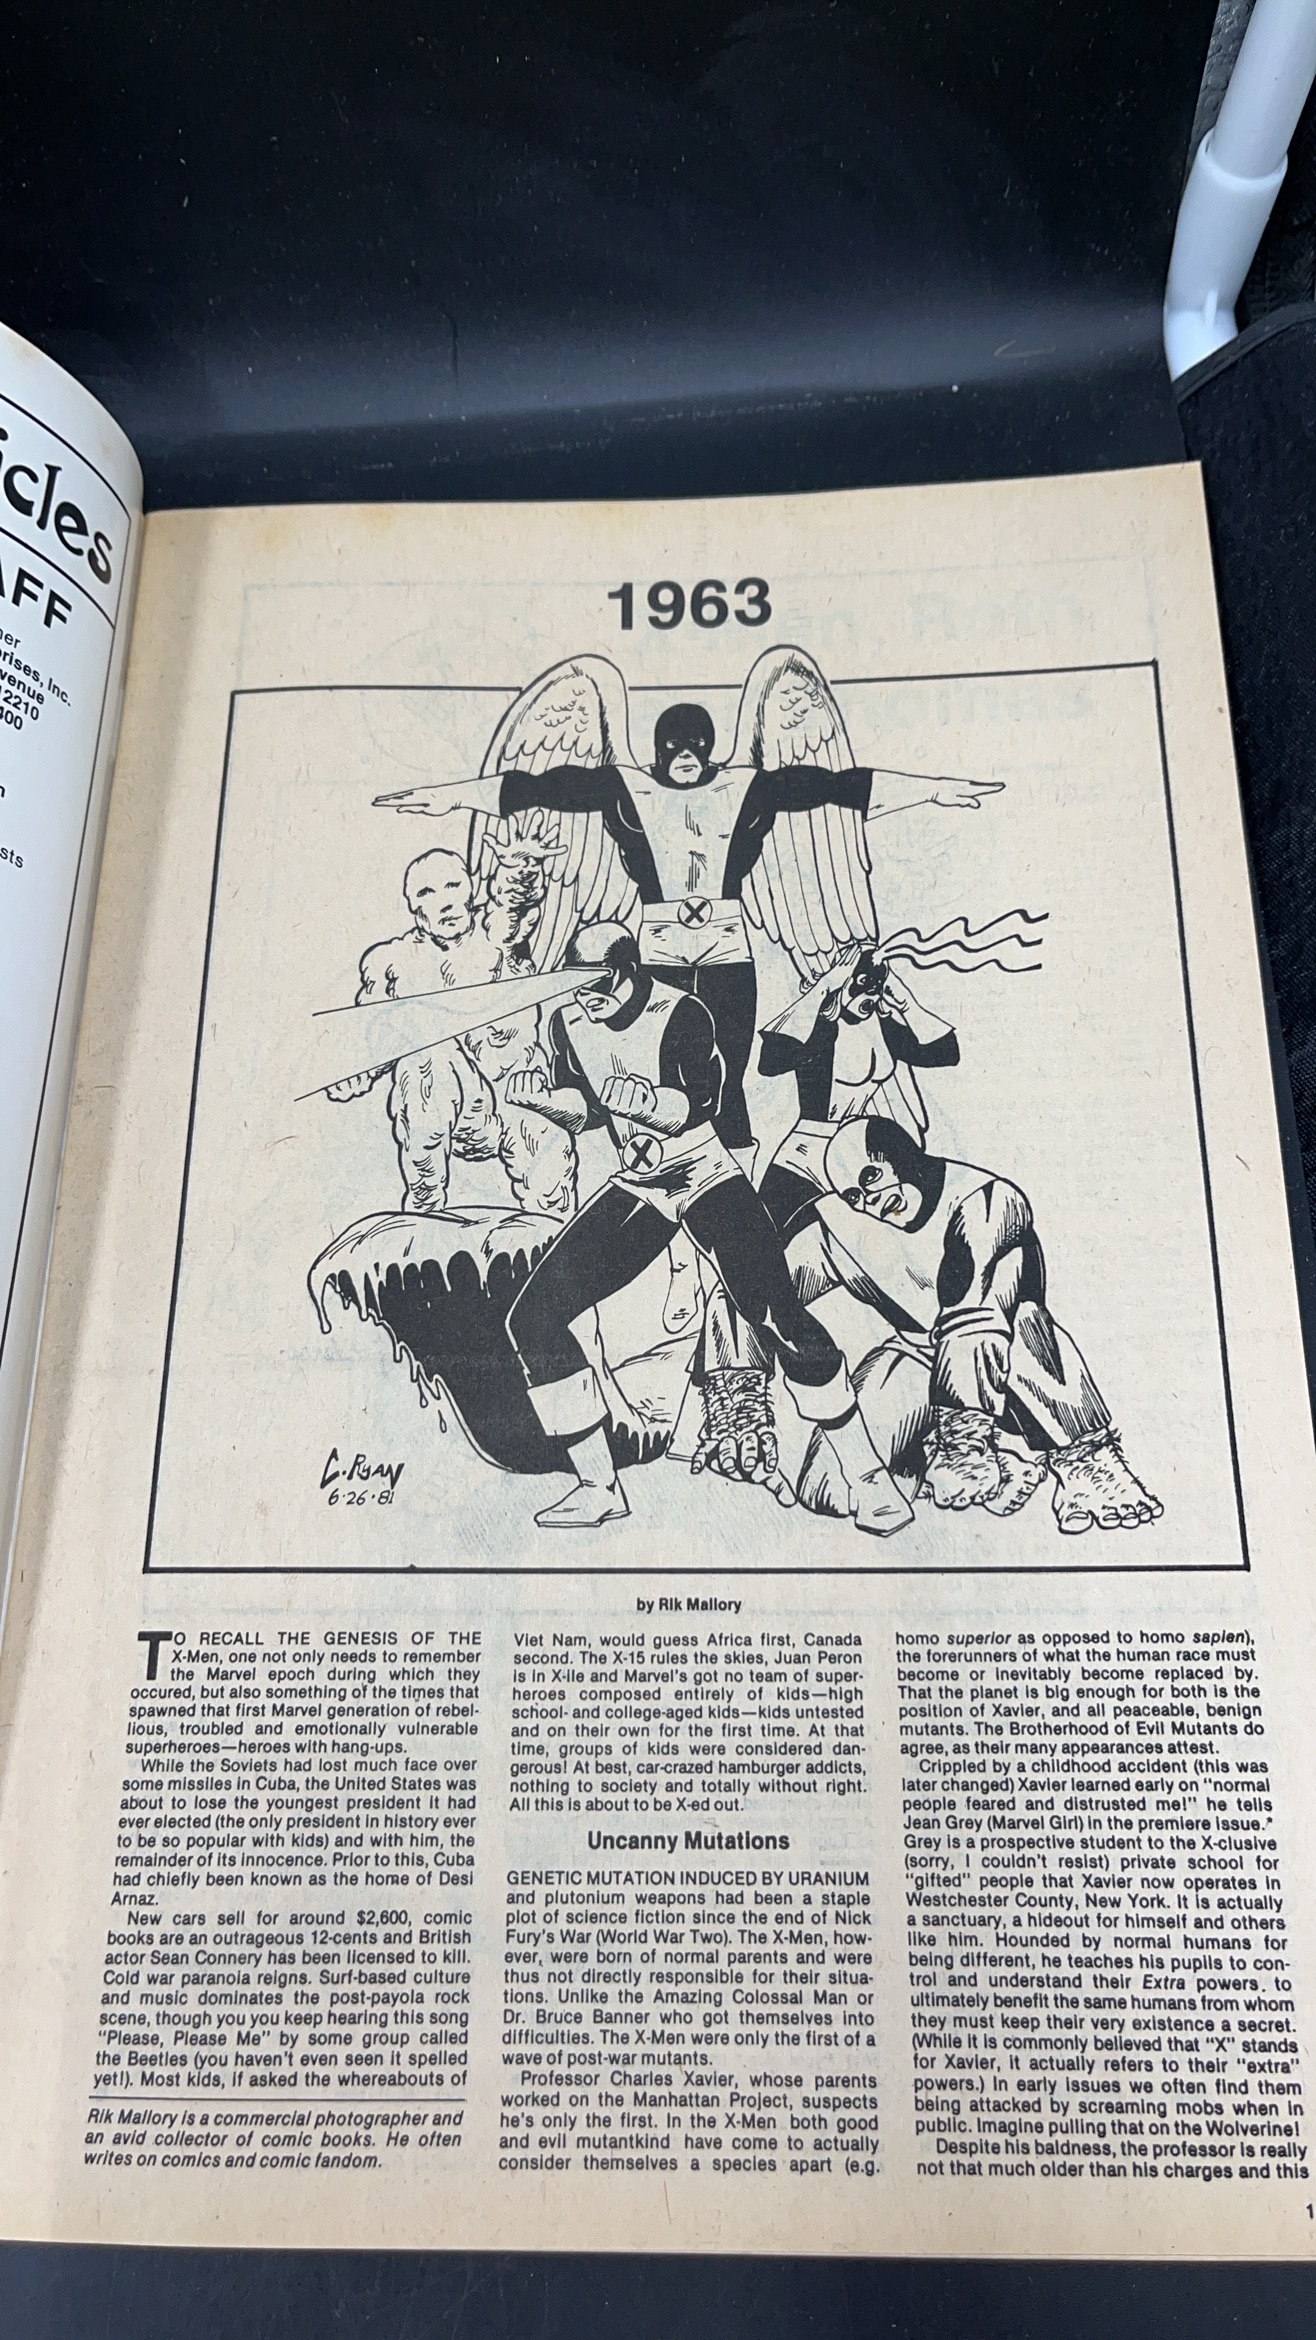 icles
AFF
her
prises, Inc.
venue
12210
400
sts
1963
X
X
C. RYAN
6·26·81
by Rik Mallory
TO RECALL THE GENESIS OF THE
X-Men, one not only needs to remember
the Marvel epoch during which they
occured, but also something of the times that
spawned that first Marvel generation of rebel-
lious, troubled and emotionally vulnerable
superheroes—heroes with hang-ups.
While the Soviets had lost much face over
some missiles in Cuba, the United States was
about to lose the youngest president it had
ever elected (the only president in history ever
to be so popular with kids) and with him, the
remainder of its innocence. Prior to this, Cuba
had chiefly been known as the home of Desi
Arnaz.
New cars sell for around $2,600, comic
books are an outrageous 12-cents and British
actor Sean Connery has been licensed to kill.
Cold war paranoia reigns. Surf-based culture
and music dominates the post-payola rock
scene, though you you keep hearing this song
"Please, Please Me" by some group called
the Beetles (you haven't even seen it spelled
yet!). Most kids, if asked the whereabouts of
Rik Mallory is a commercial photographer and
an avid collector of comic books. He often
writes on comics and comic fandom.
Viet Nam, would guess Africa first, Canada
second. The X-15 rules the skies, Juan Peron
is in X-ile and Marvel's got no team of super-
heroes composed entirely of kids—high
school- and college-aged kids—kids untested
and on their own for the first time. At that
time, groups of kids were considered dan-
gerous! At best, car-crazed hamburger addicts,
nothing to society and totally without right.
All this is about to be X-ed out.
Uncanny Mutations
GENETIC MUTATION INDUCED BY URANIUM
and plutonium weapons had been a staple
plot of science fiction since the end of Nick
Fury's War (World War Two). The X-Men, how-
ever, were born of normal parents and were
thus not directly responsible for their situa-
tions. Unlike the Amazing Colossal Man or
Dr. Bruce Banner who got themselves into
difficulties. The X-Men were only the first of a
wave of post-war mutants.
Professor Charles Xavier, whose parents
worked on the Manhattan Project, suspects
he's only the first. In the X-Men both good
and evil mutantkind have come to actually
consider themselves a species apart (e.g.
homo superior as opposed to homo sapien),
the forerunners of what the human race must
become or inevitably become replaced by.
That the planet is big enough for both is the
position of Xavier, and all peaceable, benign
mutants. The Brotherhood of Evil Mutants do
agree, as their many appearances attest.
Crippled by a childhood accident (this was
later changed) Xavier learned early on "normal
people feared and distrusted me!" he tells
Jean Grey (Marvel Girl) in the premiere issue.*
Grey is a prospective student to the X-clusive
(sorry, I couldn't resist) private school for
"gifted" people that Xavier now operates in
Westchester County, New York. It is actually
a sanctuary, a hideout for himself and others
like him. Hounded by normal humans for
being different, he teaches his pupils to con-
trol and understand their Extra powers. to
ultimately benefit the same humans from whom
they must keep their very existence a secret.
(While it is commonly believed that "X" stands
for Xavier, it actually refers to their "extra"
powers.) In early issues we often find them
being attacked by screaming mobs when in
public. Imagine pulling that on the Wolverine!
Despite his baldness, the professor is really
not that much older than his charges and this
1